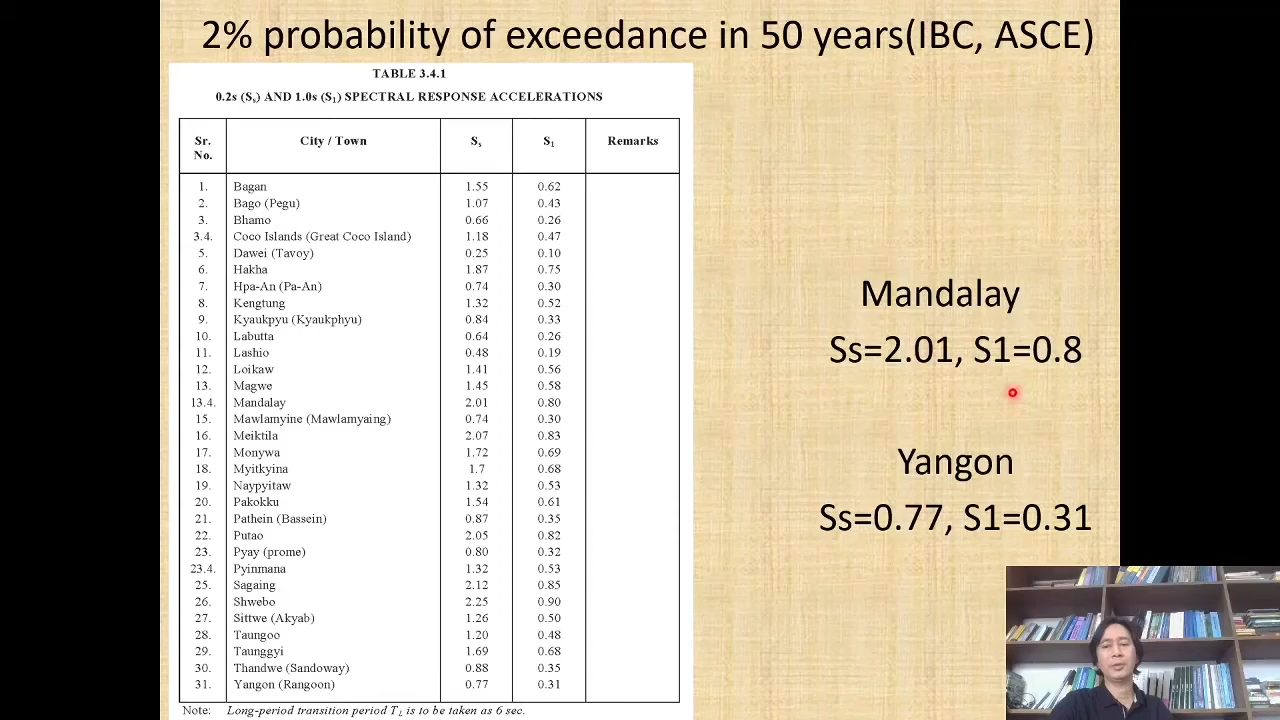 2% probability of exceedance in 50 years(IBC, ASCE)
TABLE 3.4.1
0.2s (Ss) AND 1.0s (S1) SPECTRAL RESPONSE ACCELERATIONS
Sr. No. City / Town Ss S1 Remarks
1. Bagan 1.55 0.62
2. Bago (Pegu) 1.07 0.43
3. Bhamo 0.66 0.26
3.4. Coco Islands (Great Coco Island) 1.18 0.47
5. Dawei (Tavoy) 0.25 0.10
6. Hakha 1.87 0.75
7. Hpa-An (Pa-An) 0.74 0.30
8. Kengtung 1.32 0.52
9. Kyaukpyu (Kyaukphyu) 0.84 0.33
10. Labutta 0.64 0.26
11. Lashio 0.48 0.19
12. Loikaw 1.41 0.56
13. Magwe 1.45 0.58
13.4. Mandalay 2.01 0.80
15. Mawlamyine (Mawlamyaing) 0.74 0.30
16. Meiktila 2.07 0.83
17. Monywa 1.72 0.69
18. Myitkyina 1.7 0.68
19. Naypyitaw 1.32 0.53
20. Pakokku 1.54 0.61
21. Pathein (Bassein) 0.87 0.35
22. Putao 2.05 0.82
23. Pyay (prome) 0.80 0.32
23.4. Pyinmana 1.32 0.53
25. Sagaing 2.12 0.85
26. Shwebo 2.25 0.90
27. Sittwe (Akyab) 1.26 0.50
28. Taungoo 1.20 0.48
29. Taunggyi 1.69 0.68
30. Thandwe (Sandoway) 0.88 0.35
31. Yangon (Rangoon) 0.77 0.31
Note: Long-period transition period TL is to be taken as 6 sec.
Mandalay
Ss=2.01, S1=0.8
Yangon
Ss=0.77, S1=0.31